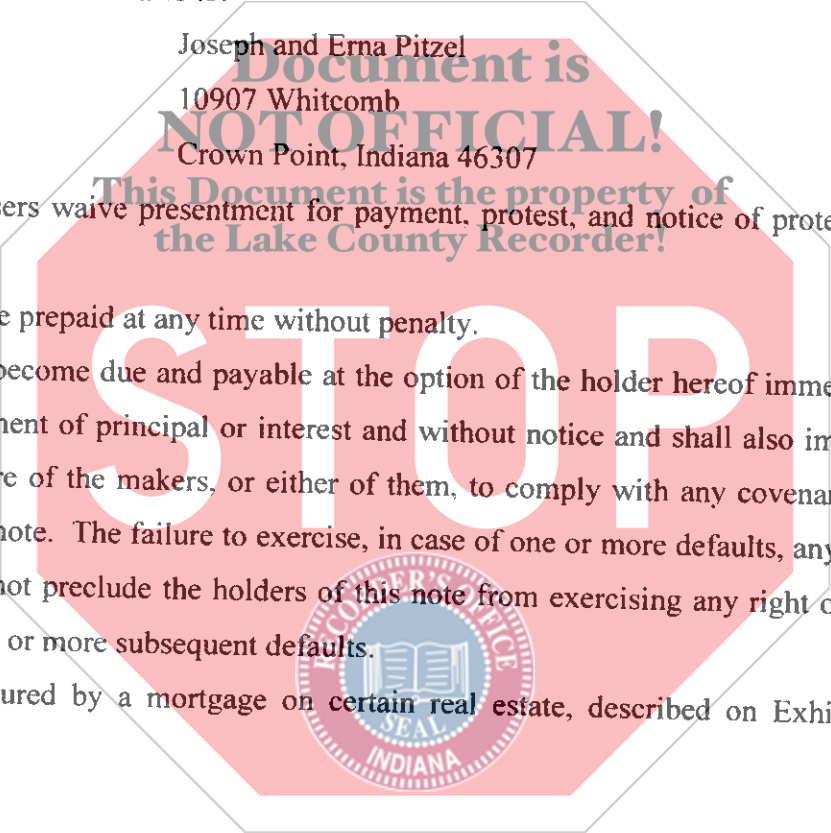 Joseph and Erna Pitzel
Document is
10907 Whitcomb
NOT OFFICIAL!
Crown Point, Indiana 46307
This Document is the property of
sers waive presentment for payment, protest, and notice of prote
the Lake County Recorder!
e prepaid at any time without penalty.
become due and payable at the option of the holder hereof imme
nent of principal or interest and without notice and shall also im
re of the makers, or either of them, to comply with any covenan
note. The failure to exercise, in case of one or more defaults, any
not preclude the holders of this note from exercising any right o
or more subsequent defaults.
ured by a mortgage on certain real estate, described on Exhi
STOP
RECORDER'S OFFICE
SEAL
INDIANA